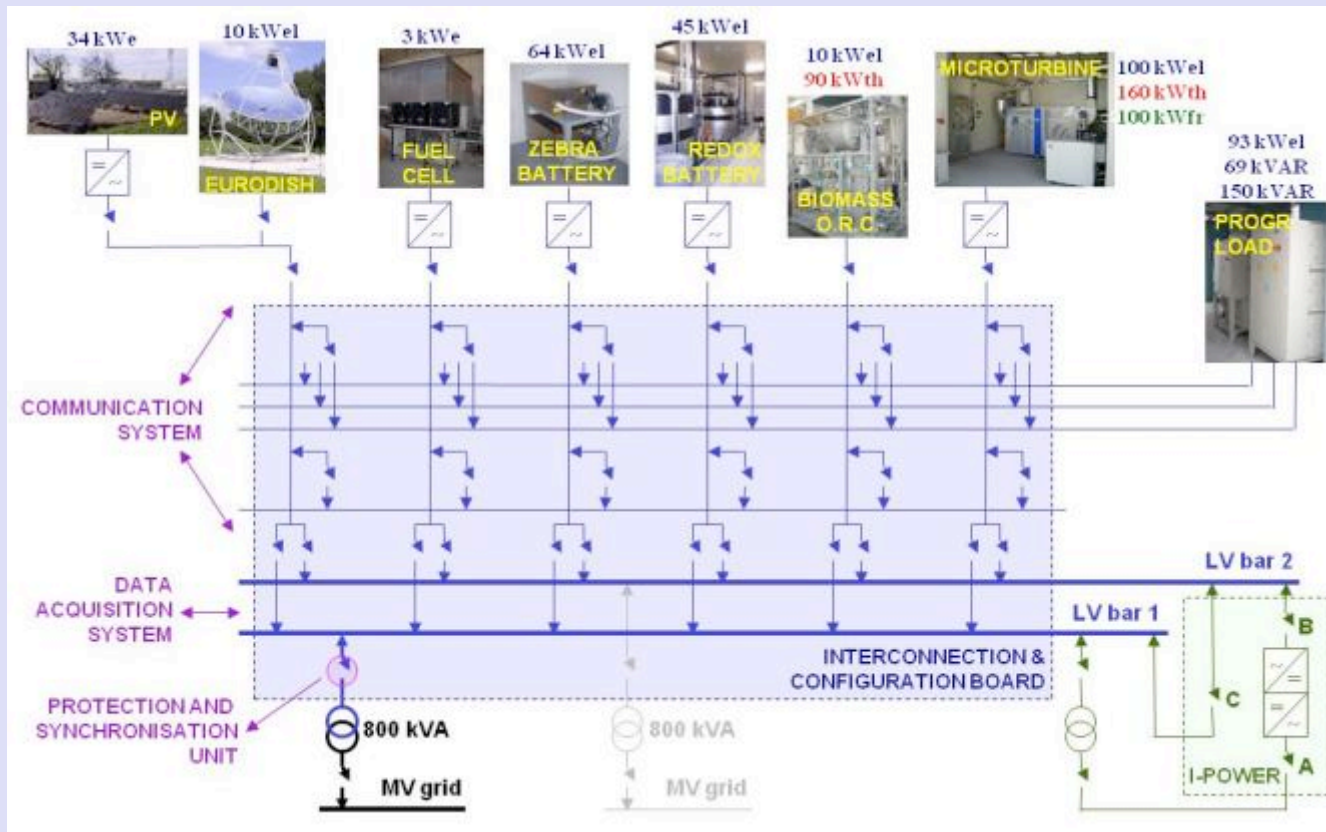 34 kWe
10 kWel
3 kWe
64 kWel
45 kWel
10 kWel
90 kWth
100 kWel
160 kWth
100 kWfr
93 kWel
69 kVAR
150 kVAR
PV
EURODISH
FUEL
CELL
ZEBRA
BATTERY
REDOX
BATTERY
BIOMASS
O.R.C.
MICROTURBINE
PROGR
LOAD
COMMUNICATION
SYSTEM
DATA
ACQUISITION
SYSTEM
PROTECTION AND
SYNCHRONISATION
UNIT
LV bar 2
LV bar 1
INTERCONNECTION &
CONFIGURATION BOARD
800 kVA
MV grid
800 kVA
MV grid
B
C
A
I-POWER